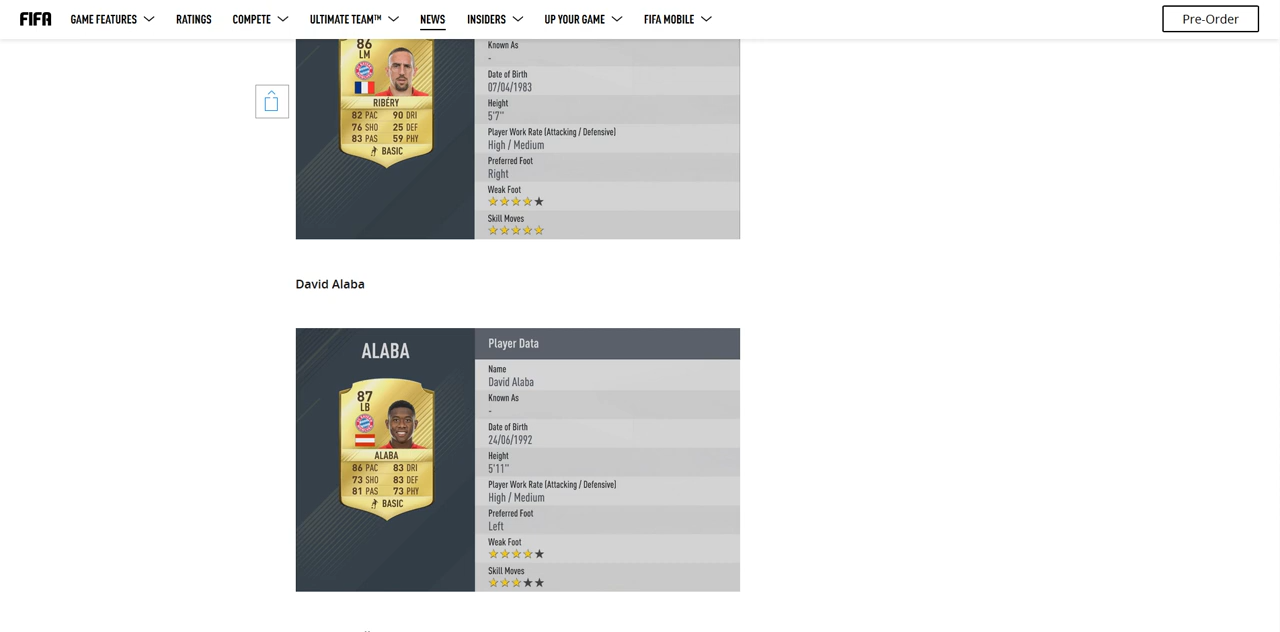 FIFA GAME FEATURES RATINGS COMPETE ULTIMATE TEAM™ NEWS INSIDERS UP YOUR GAME FIFA MOBILE Pre-Order
86
LM
RIBÉRY
82 PAC 90 DRI
76 SHO 25 DEF
83 PAS 59 PHY
BASIC
Known As
-
Date of Birth
07/04/1983
Height
5'7"
Player Work Rate (Attacking / Defensive)
High / Medium
Preferred Foot
Right
Weak Foot
Skill Moves
David Alaba
ALABA
87
LB
ALABA
86 PAC 83 DRI
73 SHO 83 DEF
81 PAS 73 PHY
BASIC
Player Data
Name
David Alaba
Known As
-
Date of Birth
24/06/1992
Height
5'11"
Player Work Rate (Attacking / Defensive)
High / Medium
Preferred Foot
Left
Weak Foot
Skill Moves